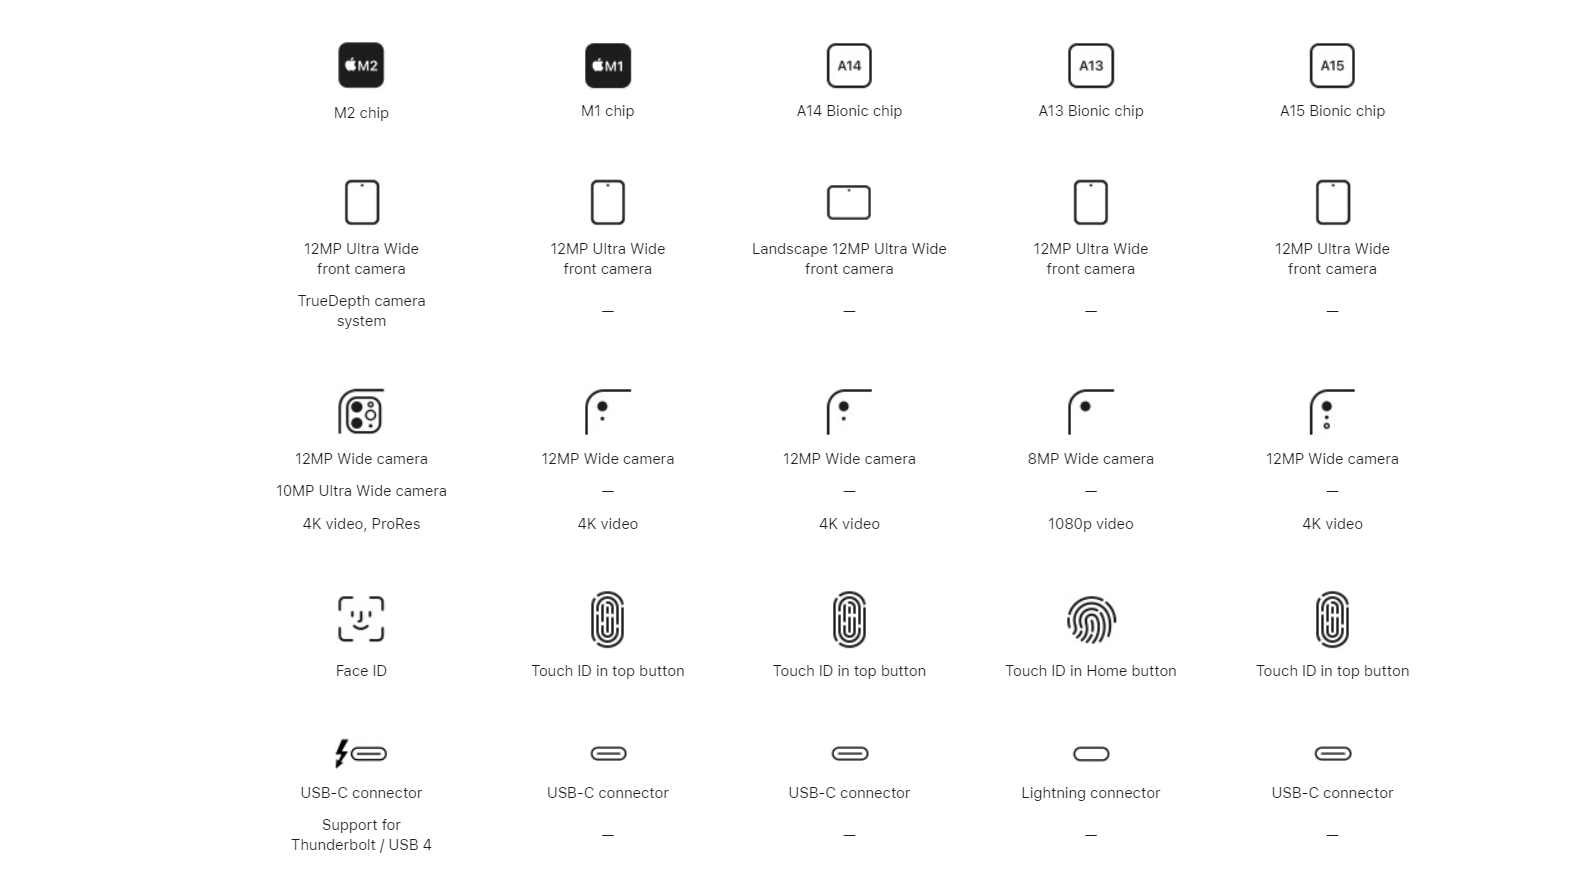 M2 M1 A14 A13 A15
M2 chip M1 chip A14 Bionic chip A13 Bionic chip A15 Bionic chip
12MP Ultra Wide 12MP Ultra Wide Landscape 12MP Ultra Wide 12MP Ultra Wide 12MP Ultra Wide
front camera front camera front camera front camera front camera
TrueDepth camera
system — — — —
12MP Wide camera 12MP Wide camera 12MP Wide camera 8MP Wide camera 12MP Wide camera
10MP Ultra Wide camera — — — —
4K video, ProRes 4K video 4K video 1080p video 4K video
Face ID Touch ID in top button Touch ID in top button Touch ID in Home button Touch ID in top button
USB-C connector USB-C connector USB-C connector Lightning connector USB-C connector
Support for
Thunderbolt / USB 4 — — — —